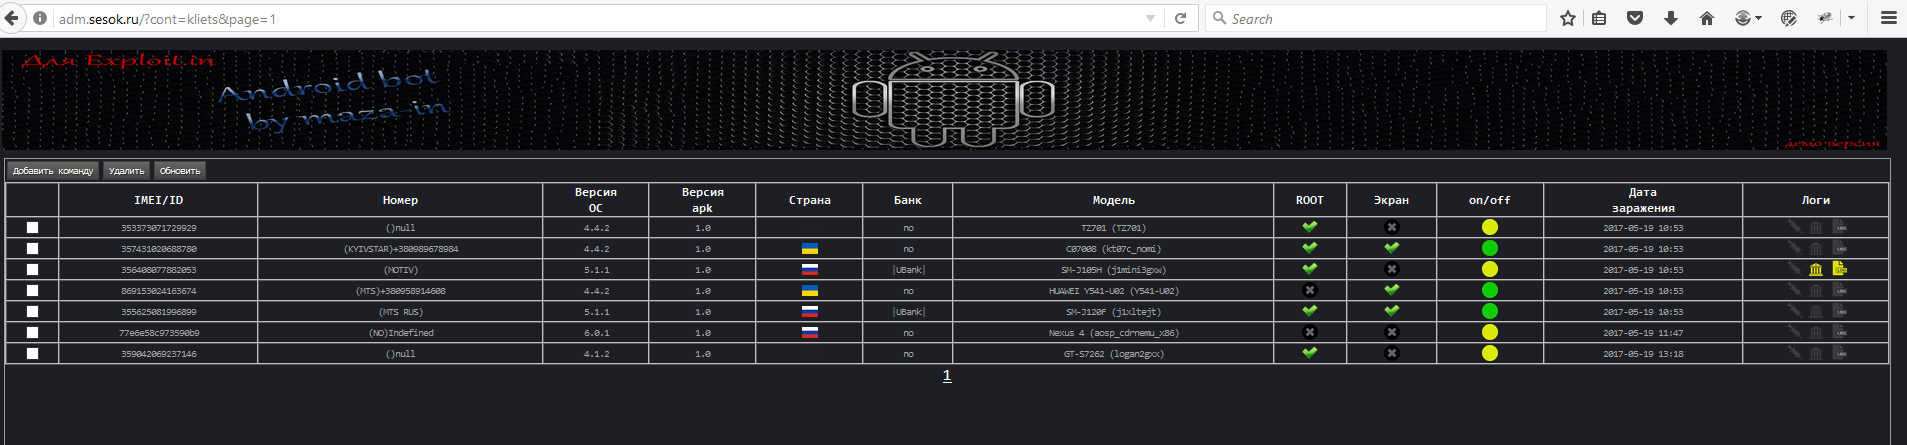 adm.sesok.ru/?cont=kliets&page=1
Search
Для Exploit.in
Android bot
by maza-in
демо версия
Добавить команду Удалить Обновить
IMEI/ID Номер Версия ОС Версия apk Страна Банк Модель ROOT Экран on/off Дата заражения Логи
353373071729929 ()null 4.4.2 1.0 no TZ701 (TZ701) 2017-05-19 10:53
357431020688780 (KYIVSTAR)+380989678984 4.4.2 1.0 no C07008 (kt07c_nomi) 2017-05-19 10:53
356408077882053 (MOTIV) 5.1.1 1.0 |UBank| SM-J105H (j1mini3gxw) 2017-05-19 10:53
869153024163674 (MTS)+380958914608 4.4.2 1.0 no HUAWEI Y541-U02 (Y541-U02) 2017-05-19 10:53
355625081996899 (MTS RUS) 5.1.1 1.0 |UBank| SM-J120F (j1xltejt) 2017-05-19 10:53
77e6e58c973590b9 (NO)Indefined 6.0.1 1.0 no Nexus 4 (aosp_cdrnemu_x86) 2017-05-19 11:47
359042069237146 ()null 4.1.2 1.0 no GT-S7262 (logan2gxx) 2017-05-19 13:18
1